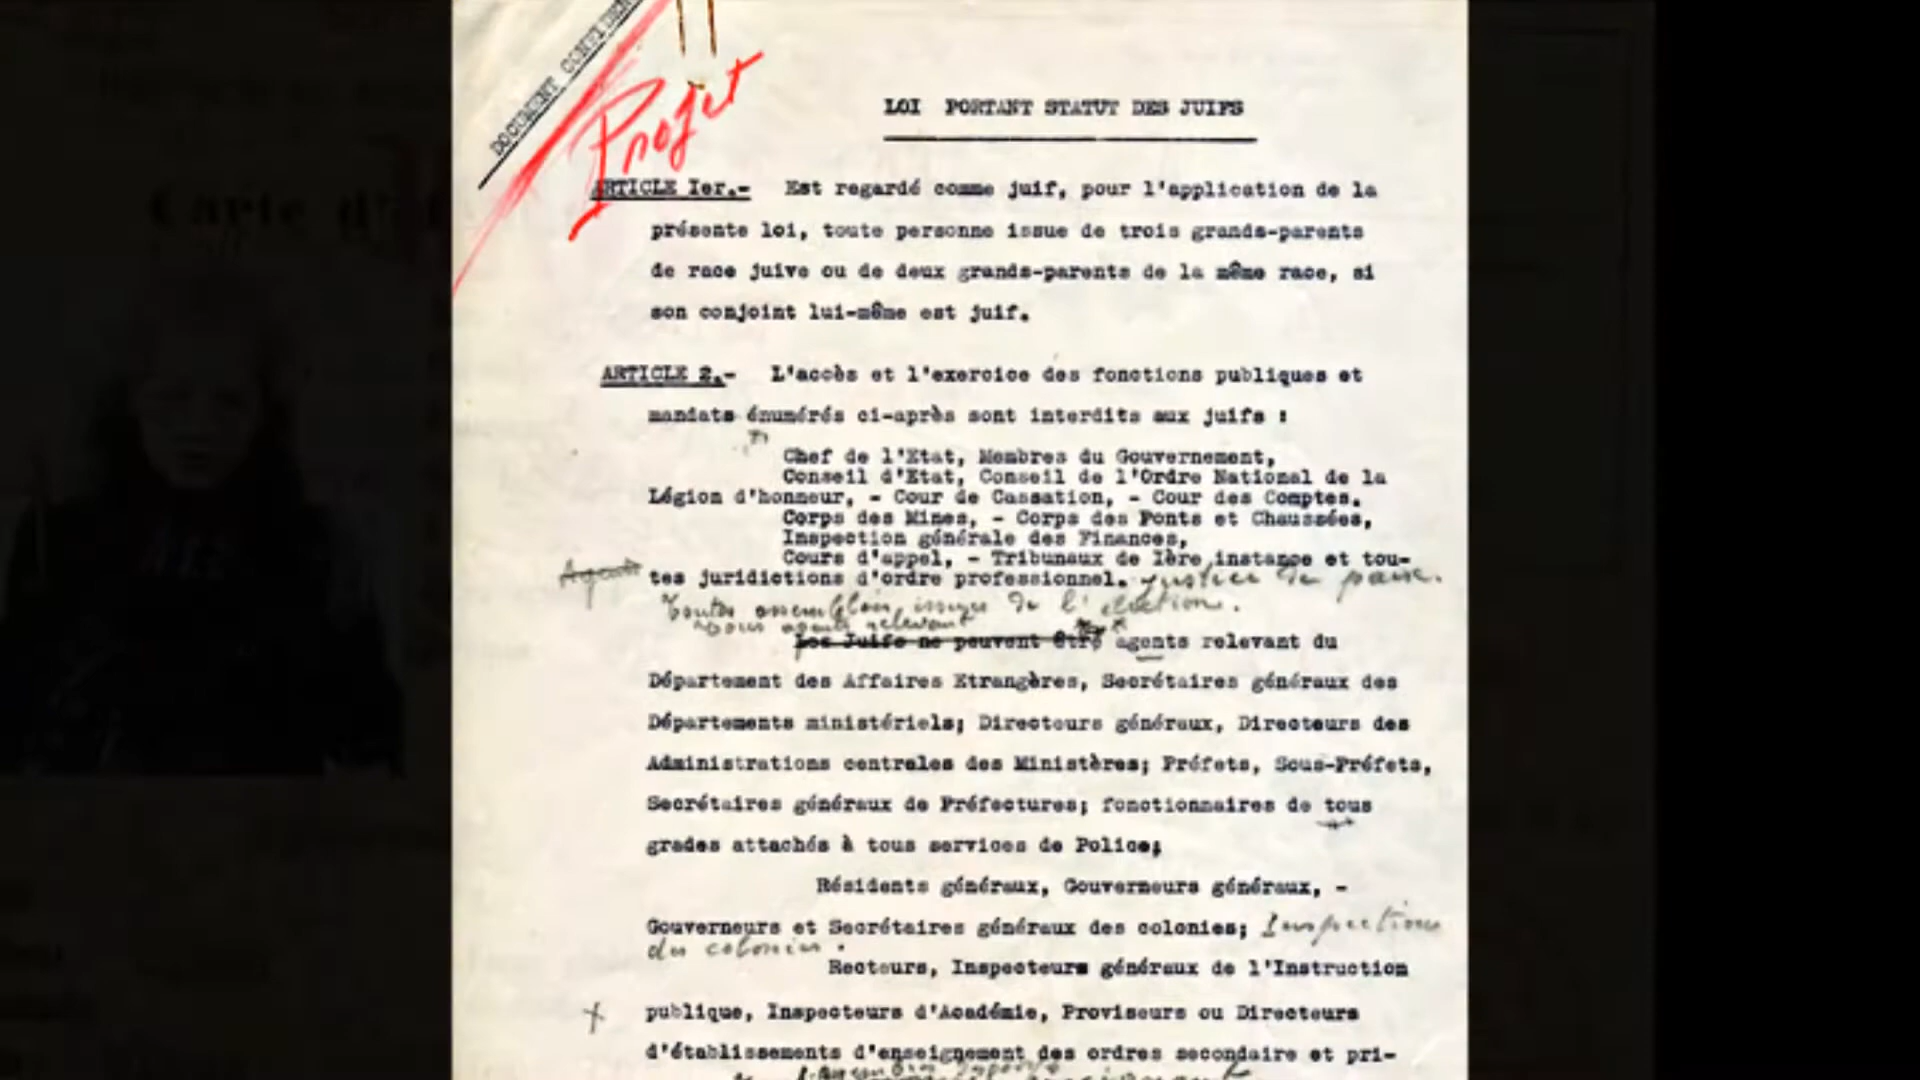 DOCUMENT CONFIDEN
Projet
LOI PORTANT STATUT DES JUIFS
ARTICLE Ier.- Est regardé comme juif, pour l'application de la
présente loi, toute personne issue de trois grands-parents
de race juive ou de deux grands-parents de la même race, si
son conjoint lui-même est juif.
ARTICLE 2.- L'accès et l'exercice des fonctions publiques et
mandats énumérés ci-après sont interdits aux juifs :
Chef de l'Etat, Membres du Gouvernement,
Conseil d'Etat, Conseil de l'Ordre National de la
Légion d'honneur, - Cour de Cassation, - Cour des Comptes.
Corps des Mines, - Corps des Ponts et Chaussées,
Inspection générale des Finances,
Cours d'appel, - Tribunaux de Ière instance et tou-
Agents tes juridictions d'ordre professionnel. Justice de paix.
Toutes assemblées issues de l'élection.
Tous agents relevant
Les Juifs ne peuvent être agents relevant du
Département des Affaires Etrangères, Secrétaires généraux des
Départements ministériels; Directeurs généraux, Directeurs des
Administrations centrales des Ministères; Préfets, Sous-Préfets,
Secrétaires généraux de Préfectures; fonctionnaires de tous
grades attachés à tous services de Police;
Résidents généraux, Gouverneurs généraux, -
Gouverneurs et Secrétaires généraux des colonies; Inspection
des colonies.
Recteurs, Inspecteurs généraux de l'Instruction
publique, Inspecteurs d'Académie, Proviseurs ou Directeurs
d'établissements d'enseignement des ordres secondaire et pri-
Carte d'